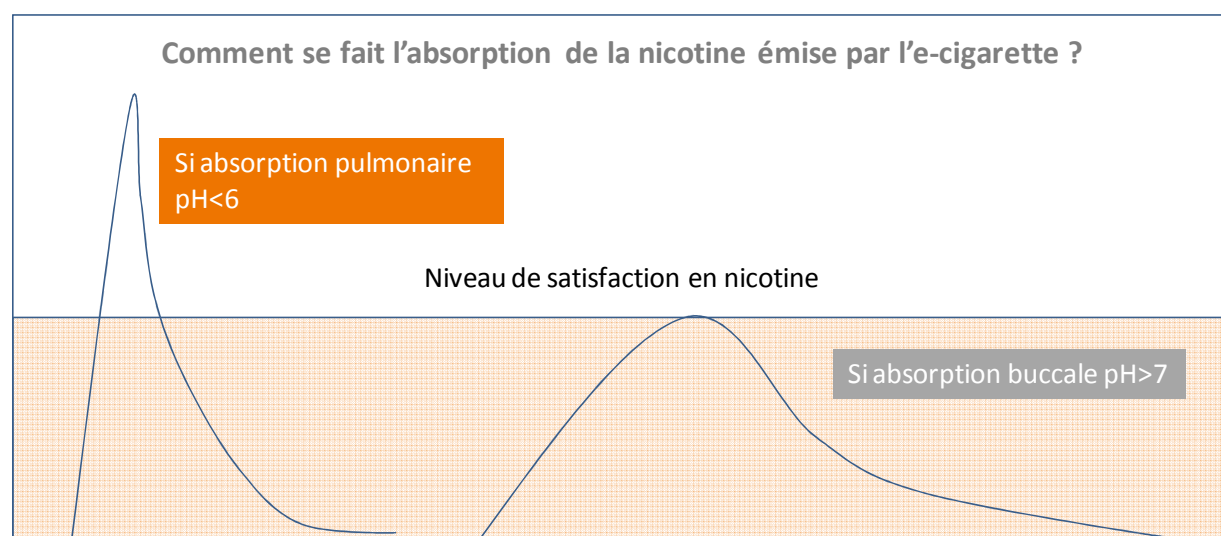 Comment se fait l’absorption de la nicotine émise par l’e-cigarette ?
Si absorption pulmonaire
pH<6
Niveau de satisfaction en nicotine
Si absorption buccale pH>7